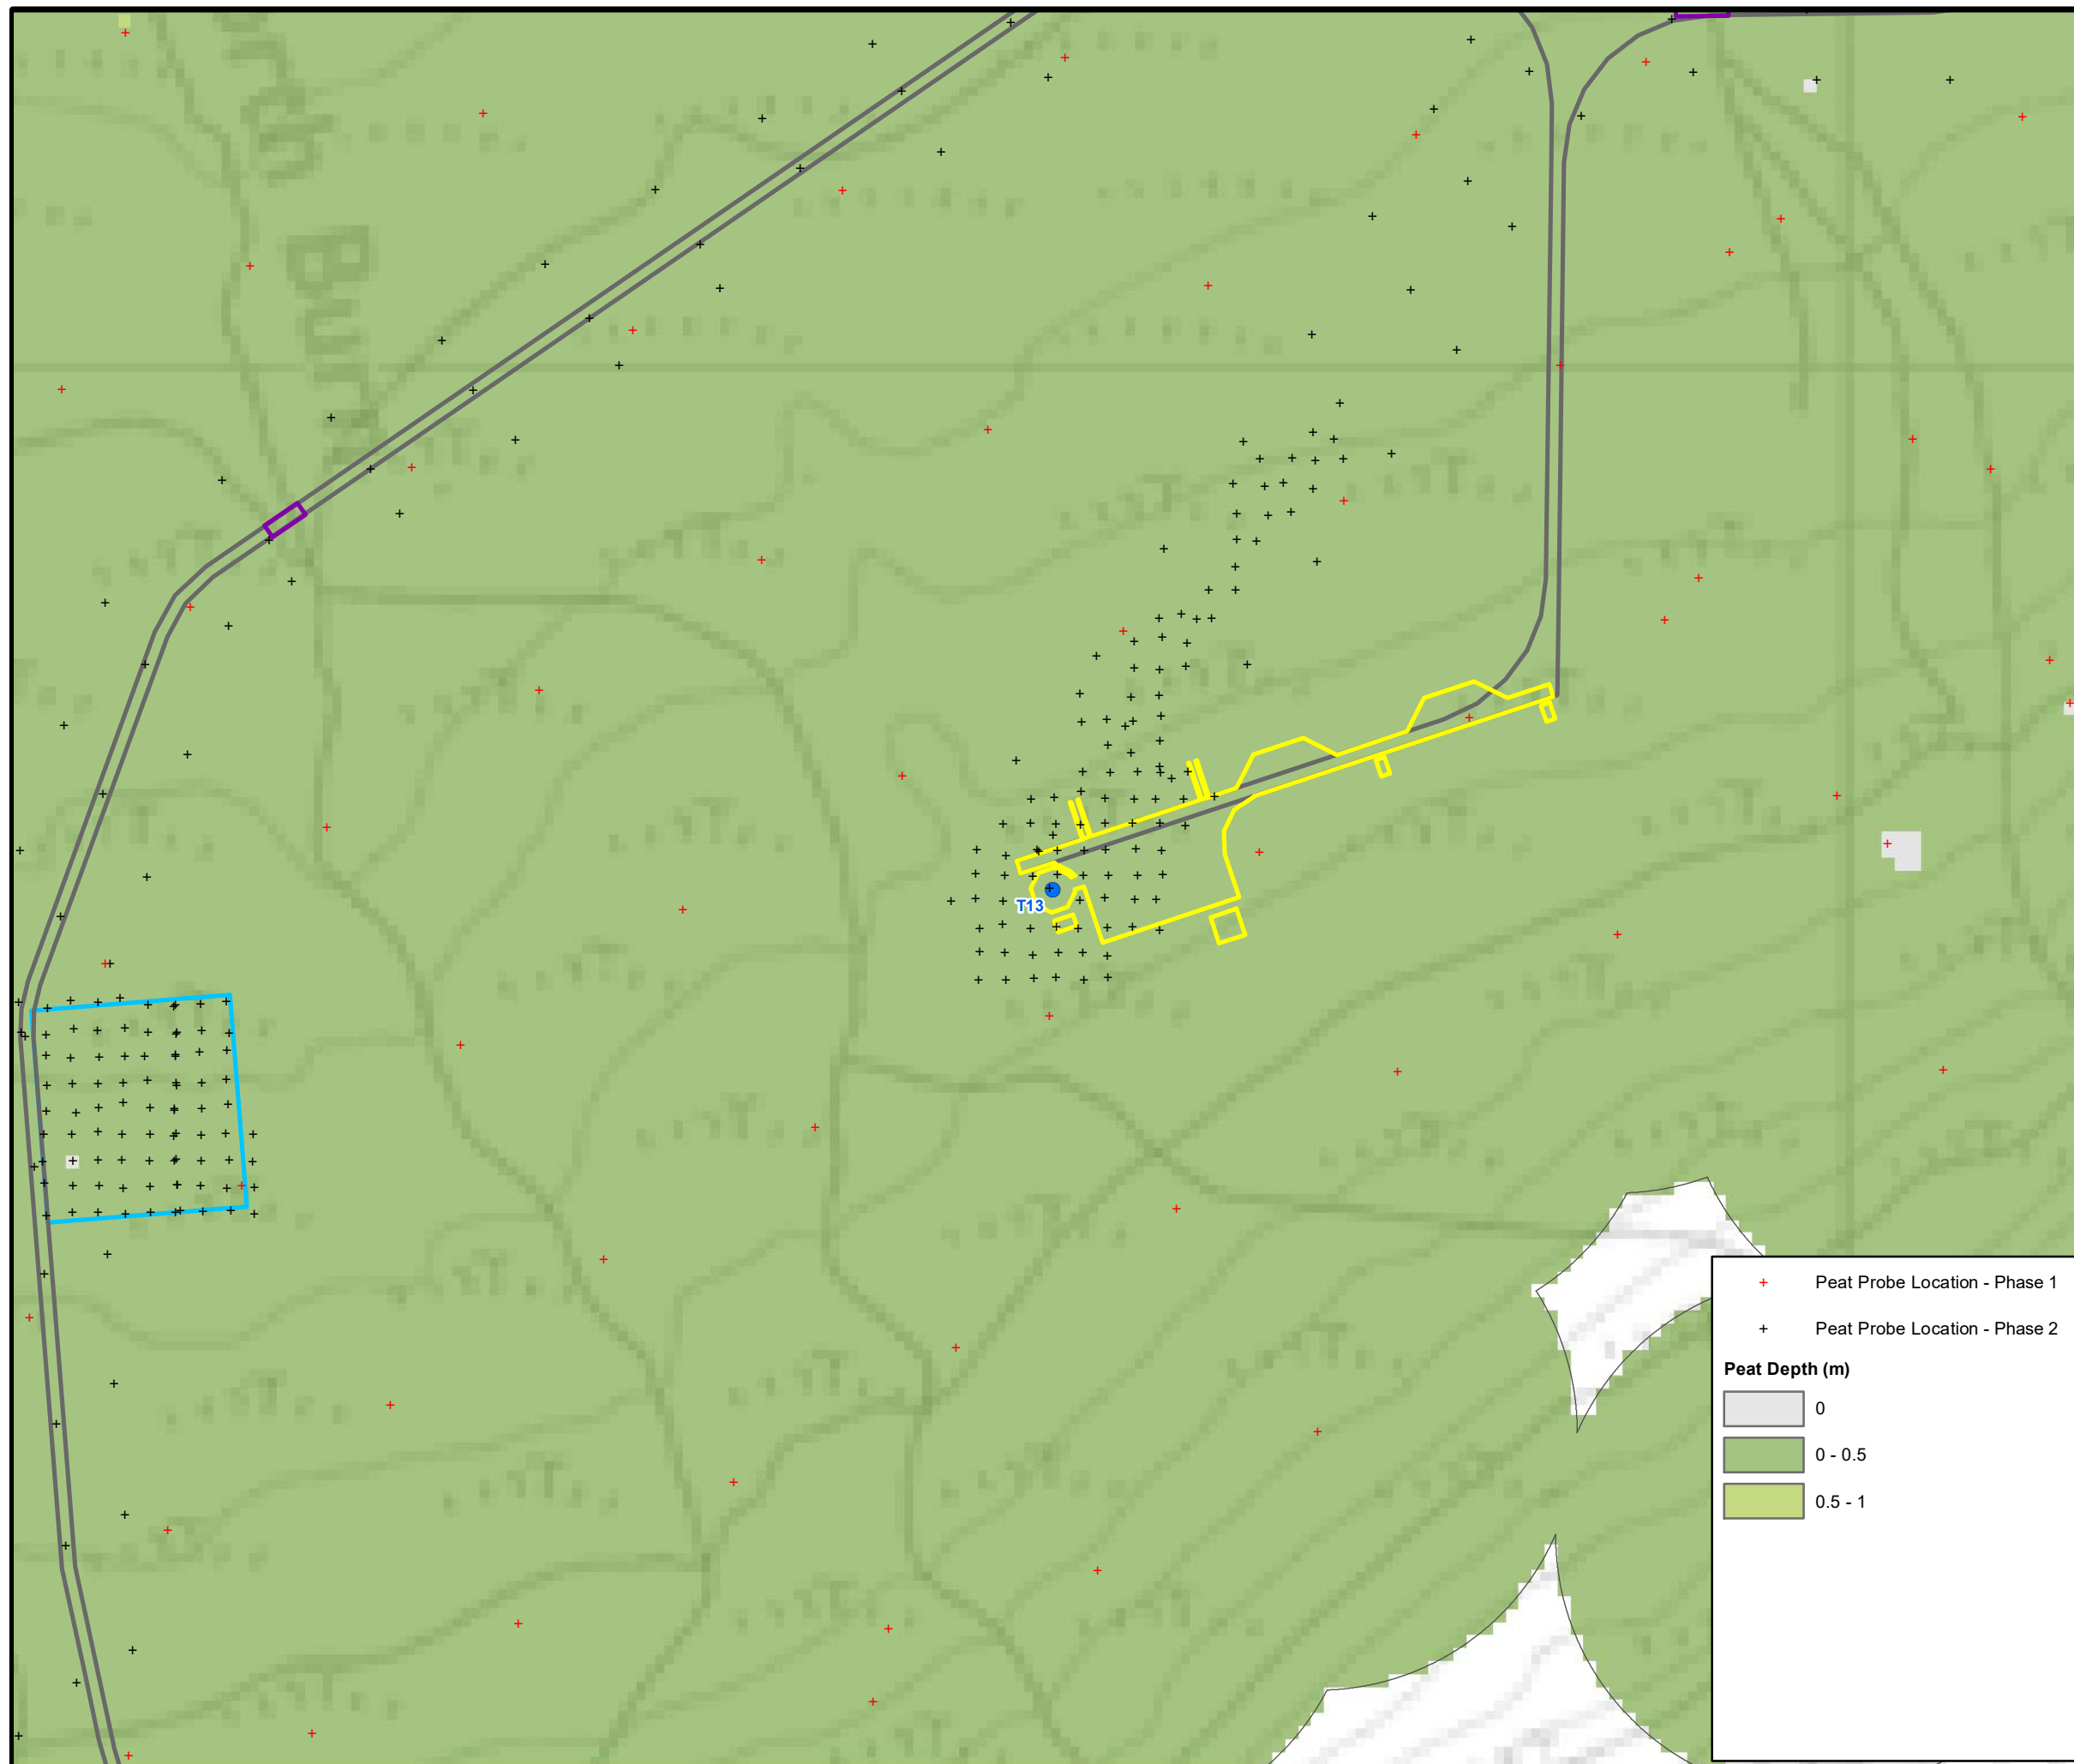 Burn
T13
Peat Probe Location - Phase 1
Peat Probe Location - Phase 2
Peat Depth (m)
0
0 - 0.5
0.5 - 1